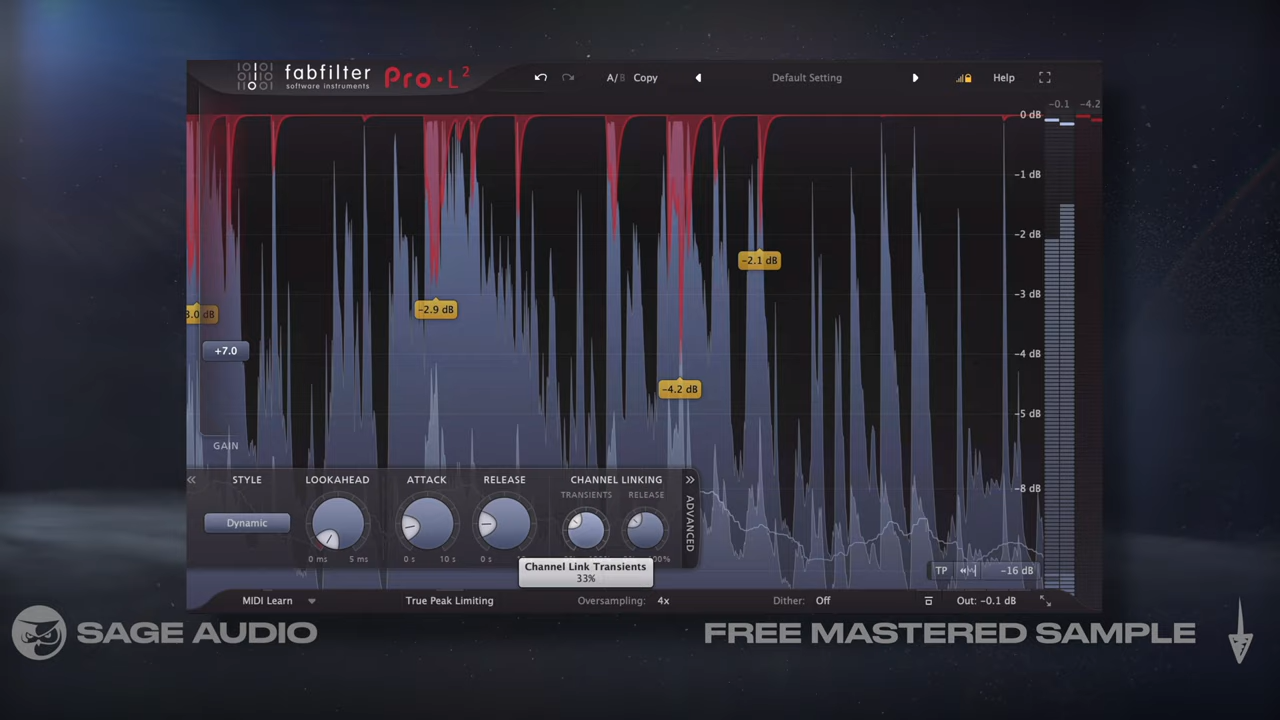 fabfilter
software instruments
Pro·L²
A/B Copy
Default Setting
Help
-0.1 -4.2
0 dB
-1 dB
-2 dB
-2.1 dB
-3 dB
-2.9 dB
3.0 dB
+7.0
-4 dB
-4.2 dB
-5 dB
GAIN
STYLE
LOOKAHEAD
ATTACK
RELEASE
CHANNEL LINKING
TRANSIENTS RELEASE
-8 dB
Dynamic
ADVANCED
0 ms 5 ms
0 s 10 s
0 s
100%
Channel Link Transients
33%
TP
-16 dB
MIDI Learn
True Peak Limiting
Oversampling: 4x
Dither: Off
Out: -0.1 dB
SAGE AUDIO
FREE MASTERED SAMPLE